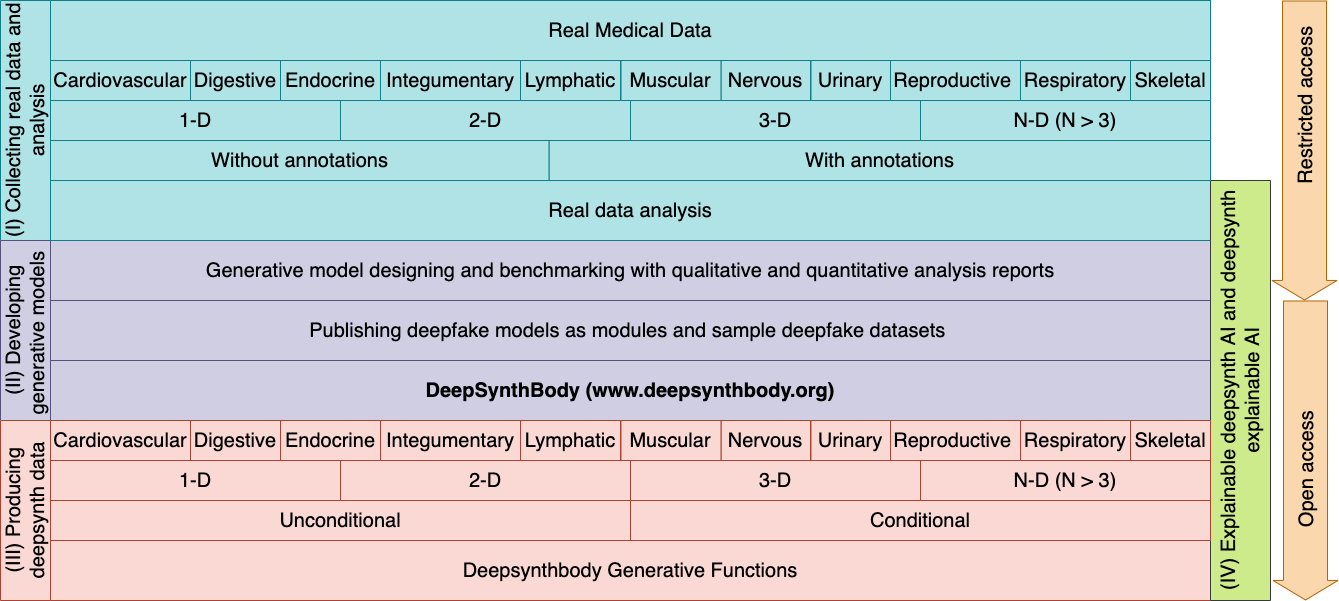 (I) Collecting real data and
analysis
Real Medical Data
Cardiovascular Digestive Endocrine Integumentary Lymphatic Muscular Nervous Urinary Reproductive Respiratory Skeletal
1-D 2-D 3-D N-D (N > 3)
Without annotations With annotations
Real data analysis
(II) Developing
generative models
Generative model designing and benchmarking with qualitative and quantitative analysis reports
Publishing deepfake models as modules and sample deepfake datasets
DeepSynthBody (www.deepsynthbody.org)
(III) Producing
deepsynth data
Cardiovascular Digestive Endocrine Integumentary Lymphatic Muscular Nervous Urinary Reproductive Respiratory Skeletal
1-D 2-D 3-D N-D (N > 3)
Unconditional Conditional
Deepsynthbody Generative Functions
(IV) Explainable deepsynth AI and deepsynth
explainable AI
Restricted access
Open access